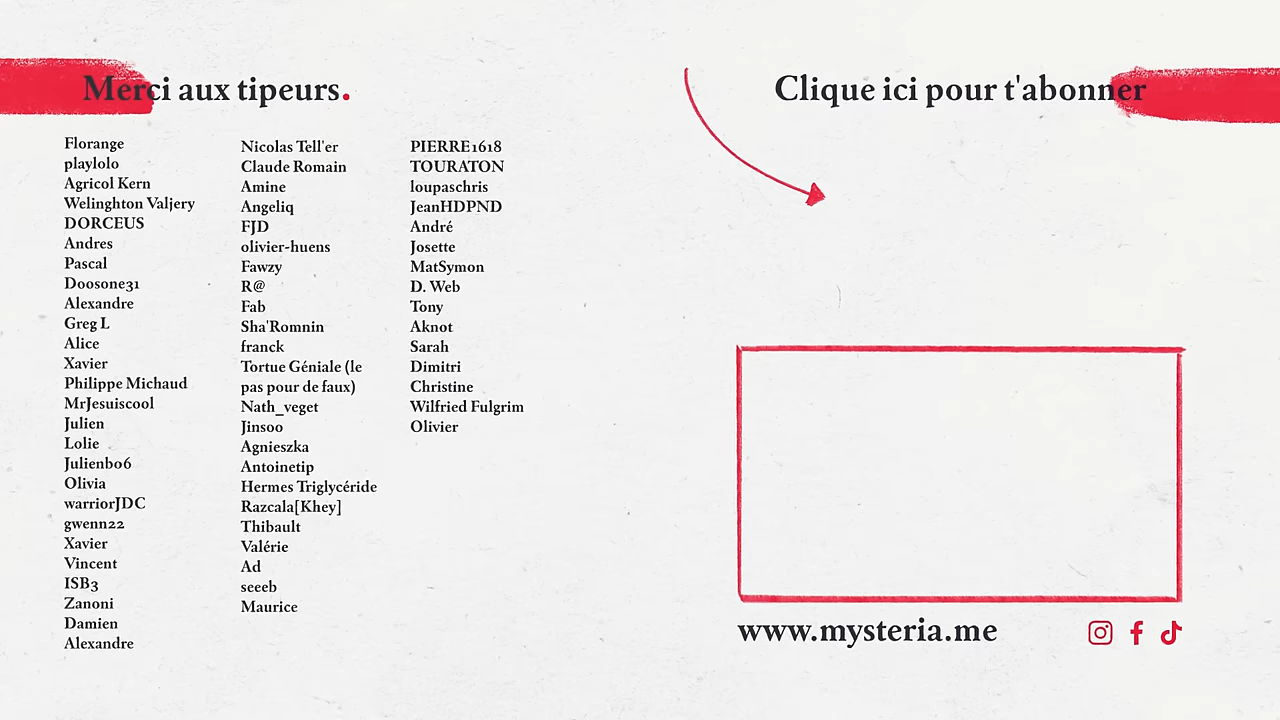 Merci aux tipeurs.
Florange
playlolo
Agricol Kern
Welinghton Valjery
DORCEUS
Andres
Pascal
Doosone31
Alexandre
Greg L
Alice
Xavier
Philippe Michaud
MrJesuiscool
Julien
Lolie
Julienb06
Olivia
warriorJDC
gwenn22
Xavier
Vincent
ISB3
Zanoni
Damien
Alexandre
Nicolas Tell'er
Claude Romain
Amine
Angeliq
FJD
olivier-huens
Fawzy
R@
Fab
Sha'Romnin
franck
Tortue Géniale (le
pas pour de faux)
Nath_veget
Jinsoo
Agnieszka
Antoinetip
Hermes Triglycéride
Razcala[Khey]
Thibault
Valérie
Ad
seeeb
Maurice
PIERRE1618
TOURATON
loupaschris
JeanHDPND
André
Josette
MatSymon
D. Web
Tony
Aknot
Sarah
Dimitri
Christine
Wilfried Fulgrim
Olivier
Clique ici pour t'abonner
www.mysteria.me